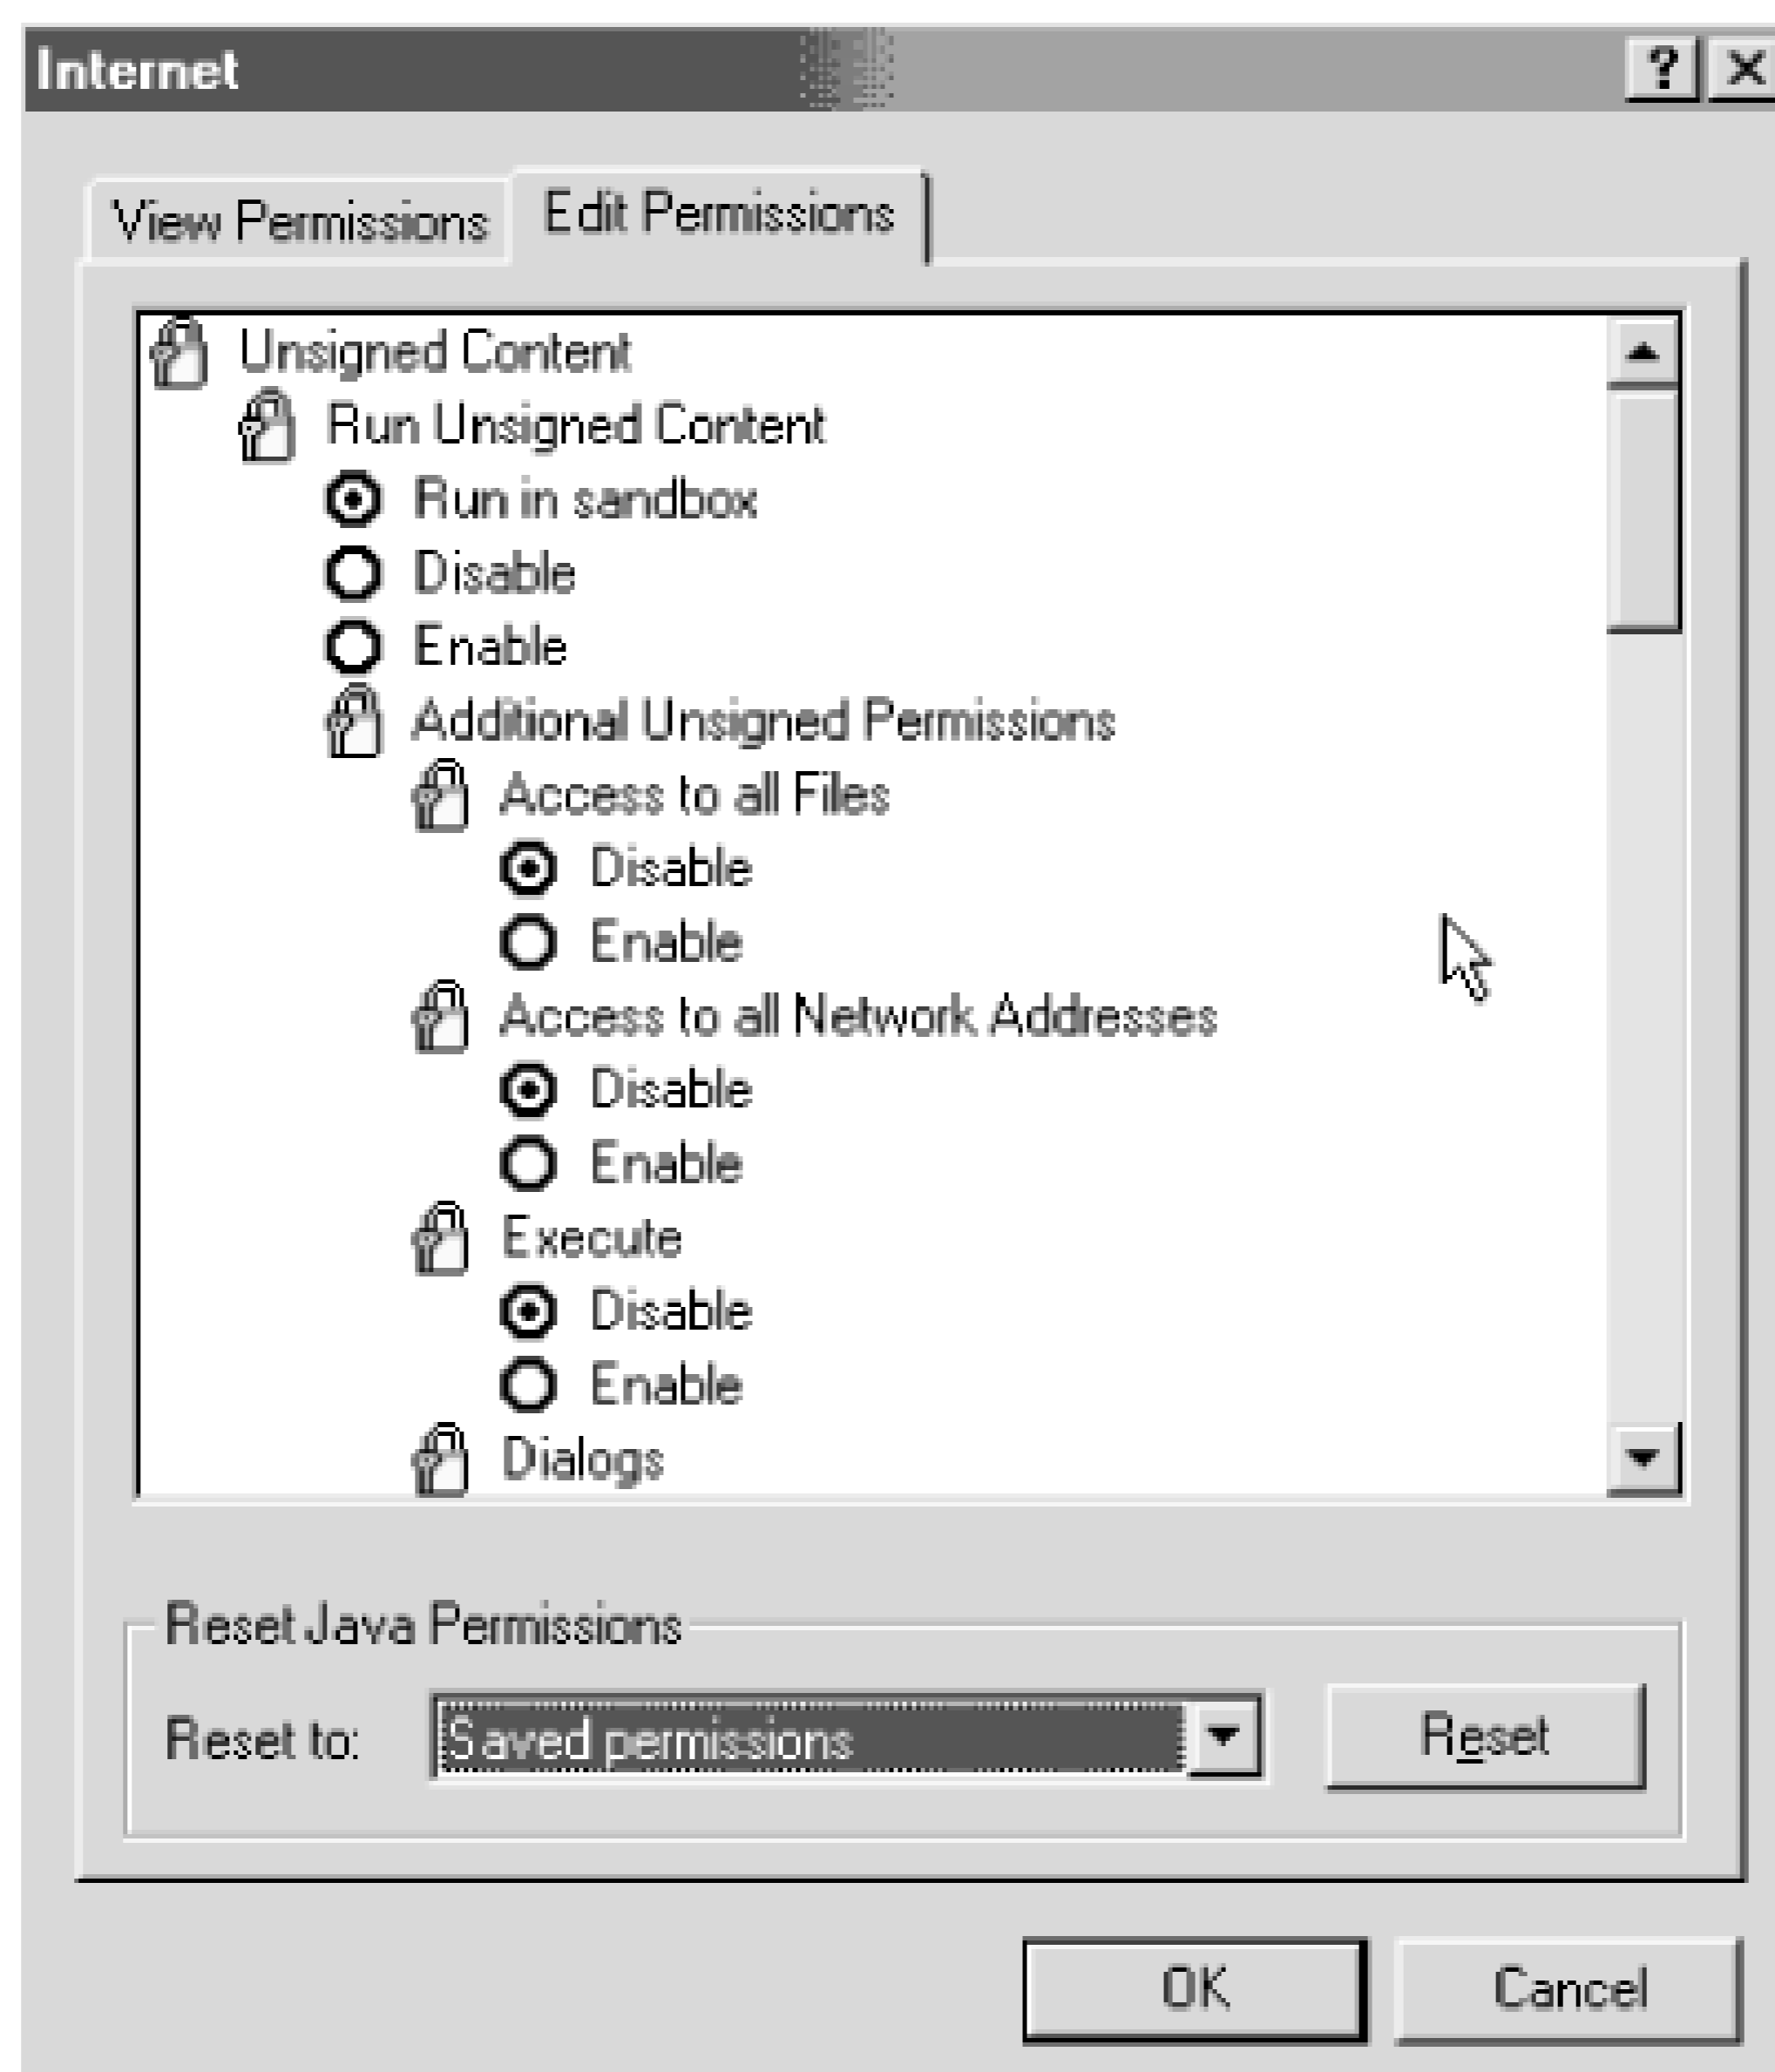 Internet
View Permissions Edit Permissions
Unsigned Content
Run Unsigned Content
Run in sandbox
Disable
Enable
Additional Unsigned Permissions
Access to all Files
Disable
Enable
Access to all Network Addresses
Disable
Enable
Execute
Disable
Enable
Dialogs
Reset Java Permissions
Reset to: Saved permissions Reset
OK Cancel